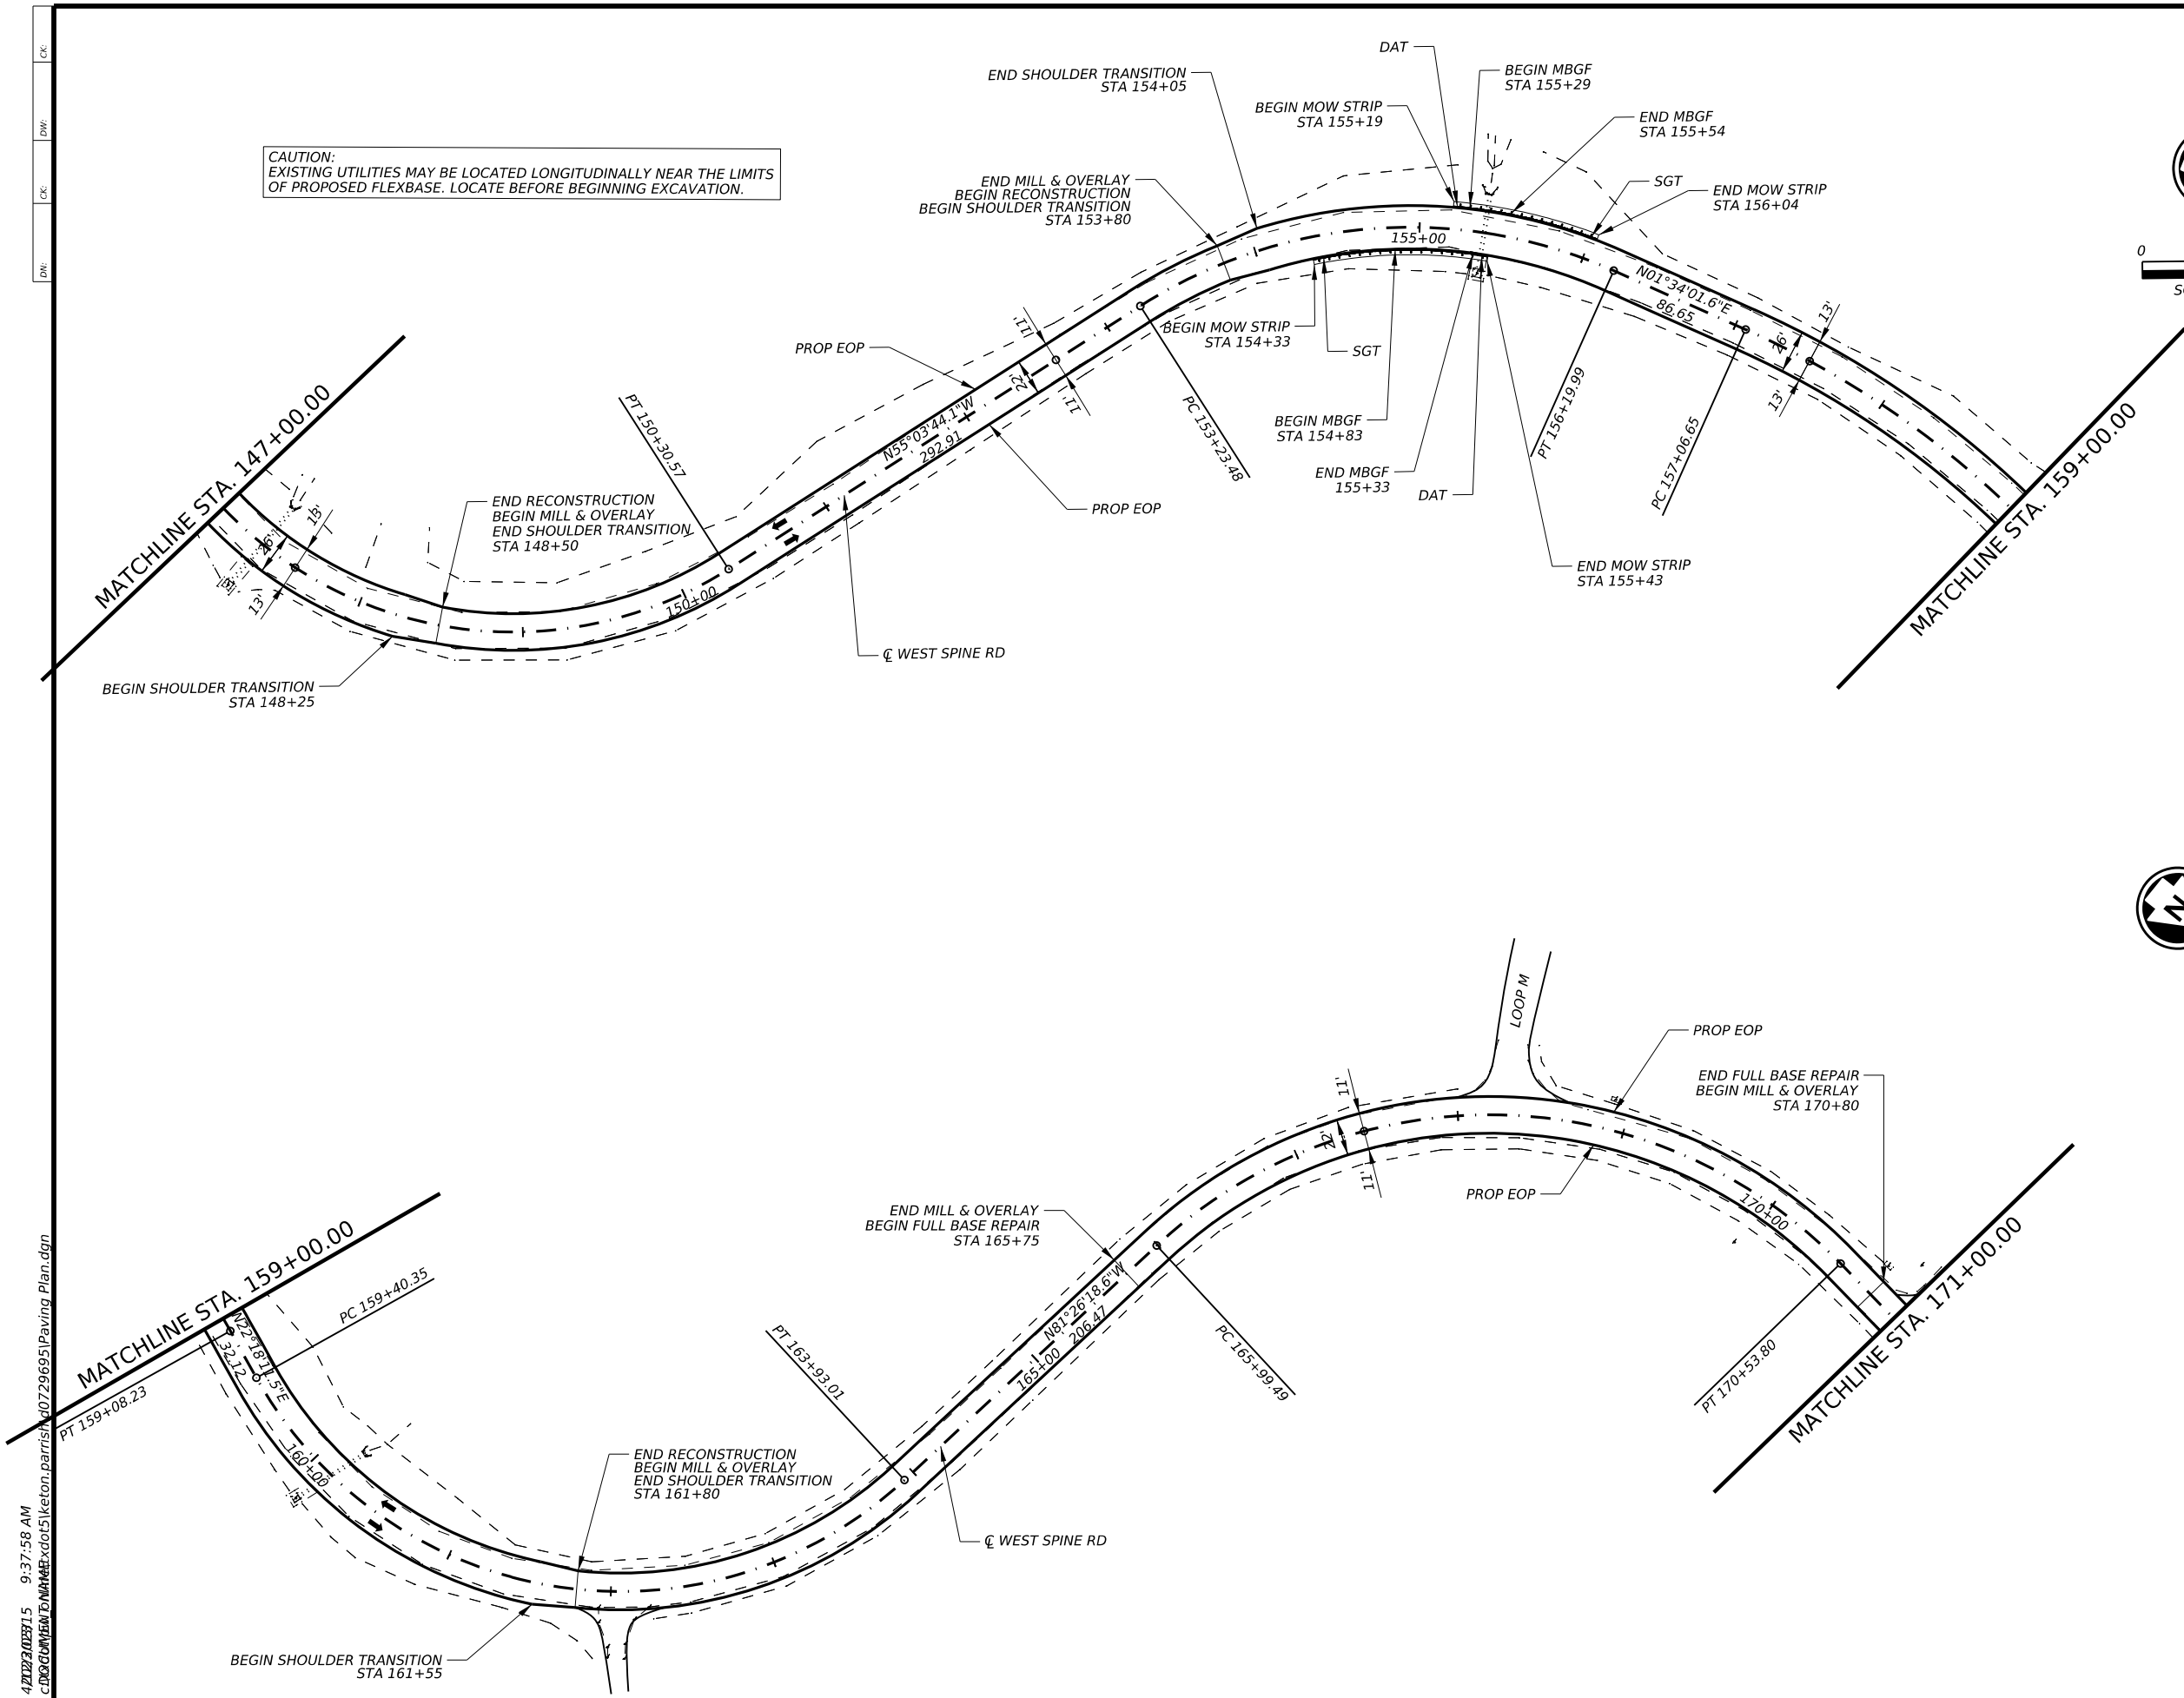 CK:
DW:
CK:
DN:
CAUTION:
EXISTING UTILITIES MAY BE LOCATED LONGITUDINALLY NEAR THE LIMITS
OF PROPOSED FLEXBASE. LOCATE BEFORE BEGINNING EXCAVATION.
DAT
END SHOULDER TRANSITION
STA 154+05
BEGIN MBGF
STA 155+29
BEGIN MOW STRIP
STA 155+19
END MBGF
STA 155+54
END MILL & OVERLAY
BEGIN RECONSTRUCTION
BEGIN SHOULDER TRANSITION
STA 153+80
SGT
END MOW STRIP
STA 156+04
155+00
0
N01°34'01.6"E
86.65
13'
26'
13'
11'
22'
11'
BEGIN MOW STRIP
STA 154+33
SGT
PROP EOP
PT 150+30.57
N55°03'44.1"W
292.91
PC 153+23.48
BEGIN MBGF
STA 154+83
PT 156+19.99
PC 157+06.65
END MBGF
155+33
DAT
PROP EOP
END MOW STRIP
STA 155+43
MATCHLINE STA. 147+00.00
MATCHLINE STA. 159+00.00
13'
26'
13'
END RECONSTRUCTION
BEGIN MILL & OVERLAY
END SHOULDER TRANSITION
STA 148+50
150+00
℄ WEST SPINE RD
BEGIN SHOULDER TRANSITION
STA 148+25
N
LOOP M
PROP EOP
11'
22'
11'
END FULL BASE REPAIR
BEGIN MILL & OVERLAY
STA 170+80
PROP EOP
170+00
END MILL & OVERLAY
BEGIN FULL BASE REPAIR
STA 165+75
MATCHLINE STA. 159+00.00
PC 159+40.35
N22°18'11.5"E
32.12
PT 159+08.23
PT 163+93.01
N81°26'18.6"W
206.47
165+00
PC 165+99.49
PT 170+53.80
MATCHLINE STA. 171+00.00
160+00
END RECONSTRUCTION
BEGIN MILL & OVERLAY
END SHOULDER TRANSITION
STA 161+80
℄ WEST SPINE RD
BEGIN SHOULDER TRANSITION
STA 161+55
9:37:58 AM
DOCUMENT NAME:
\Paving Plan.dgn